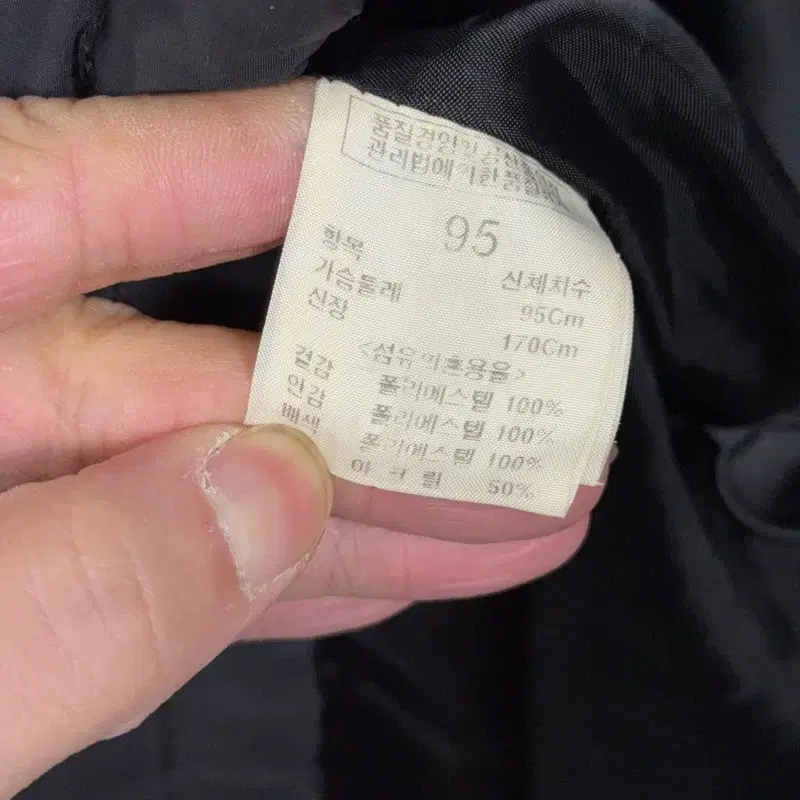 품질경영및공산품안전
관리법에 의한 품질표시
95
항목 신체치수
가슴둘레 95Cm
신장 170Cm
<섬유의혼용율>
겉감 폴리에스텔 100%
안감 폴리에스텔 100%
배색 폴리에스텔 100%
아크릴 50%